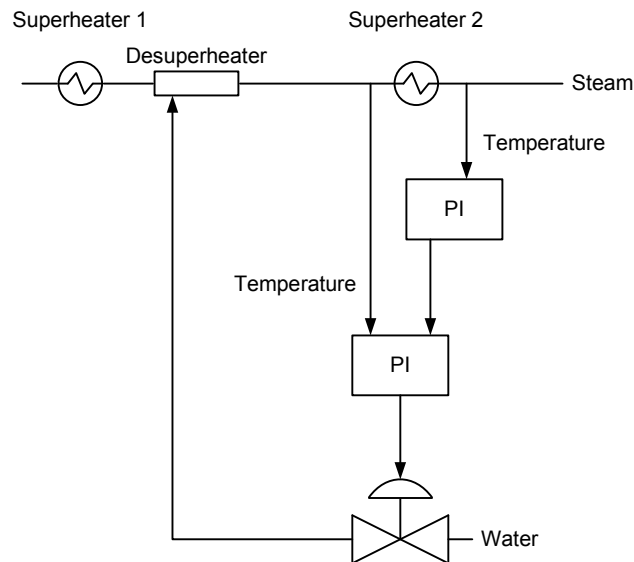 Superheater 1
Superheater 2
Desuperheater
Steam
Temperature
PI
Temperature
PI
Water